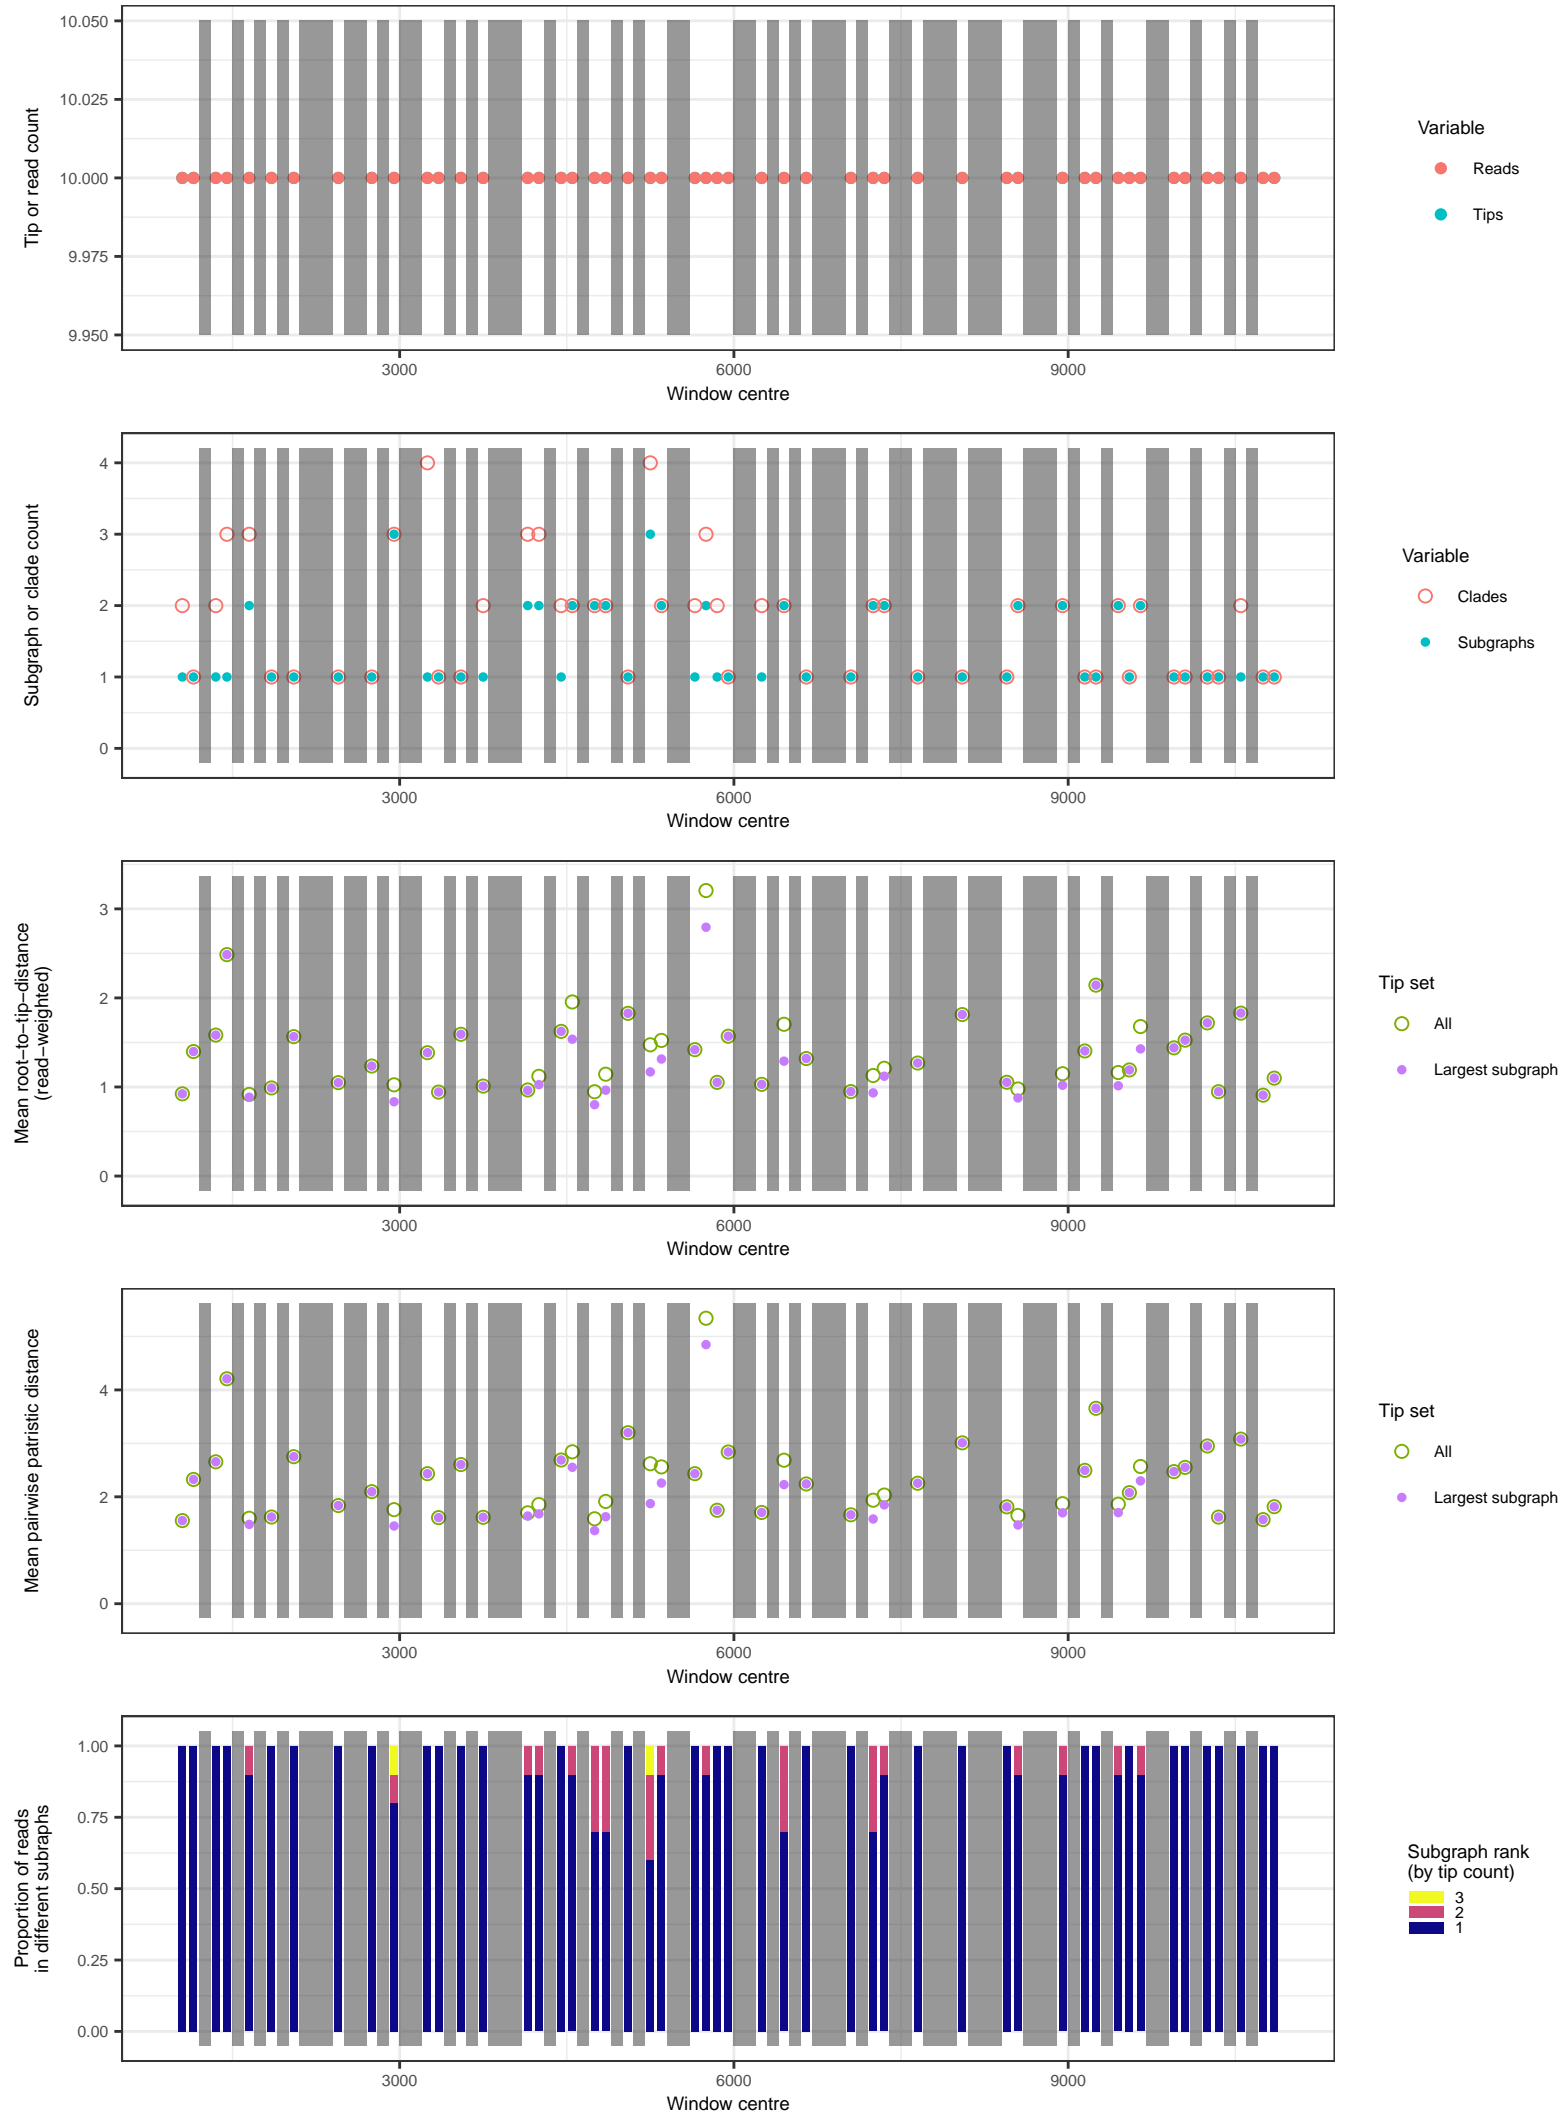 10.050
10.025
10.000
9.975
9.950
Tip or read count
3000 6000 9000
Window centre
Variable
Reads
Tips
4
3
2
1
0
Subgraph or clade count
3000 6000 9000
Window centre
Variable
Clades
Subgraphs
3
2
1
0
Mean root−to−tip−distance
(read−weighted)
3000 6000 9000
Window centre
Tip set
All
Largest subgraph
4
2
0
Mean pairwise patristic distance
3000 6000 9000
Window centre
Tip set
All
Largest subgraph
1.00
0.75
0.50
0.25
0.00
Proportion of reads
in different subraphs
3000 6000 9000
Window centre
Subgraph rank
(by tip count)
3
2
1